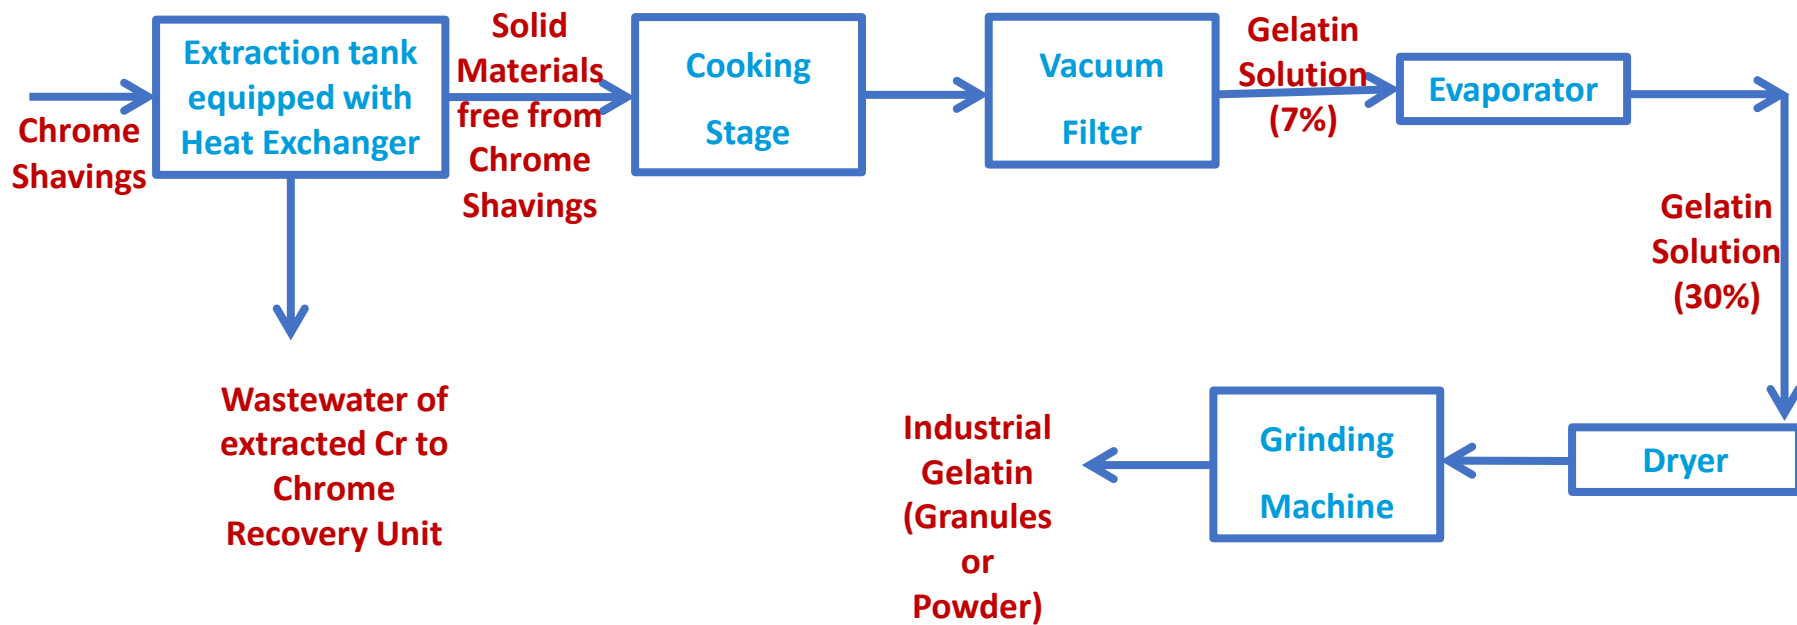 Chrome
Shavings
Extraction tank
equipped with
Heat Exchanger
Solid
Materials
free from
Chrome
Shavings
Cooking
Stage
Vacuum
Filter
Gelatin
Solution
(7%)
Evaporator
Gelatin
Solution
(30%)
Dryer
Grinding
Machine
Industrial
Gelatin
(Granules
or
Powder)
Wastewater of
extracted Cr to
Chrome
Recovery Unit